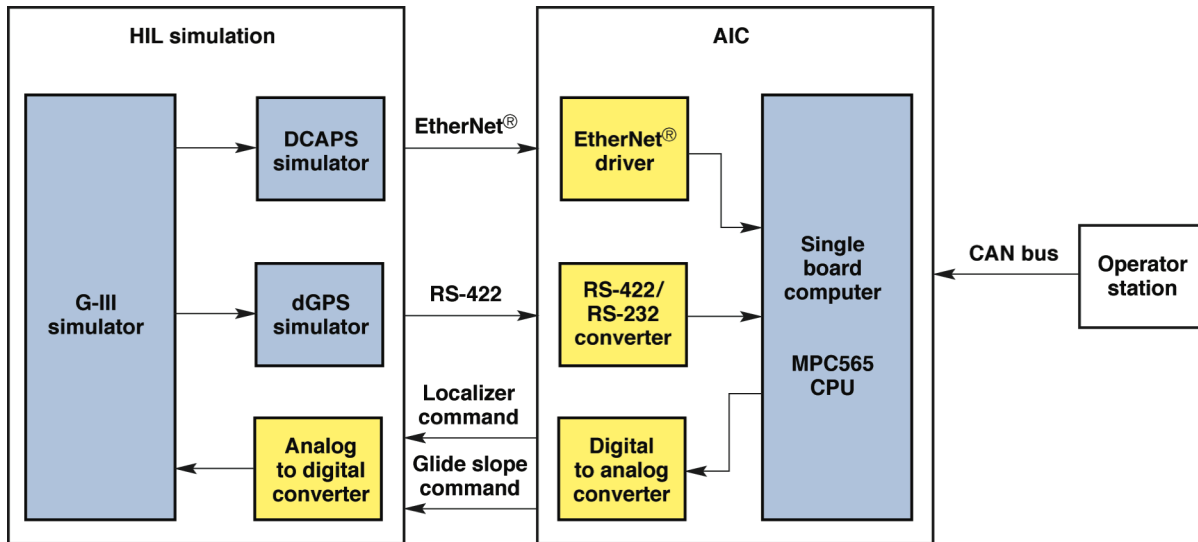 HIL simulation
G-III
simulator
DCAPS
simulator
dGPS
simulator
Analog
to digital
converter
EtherNet®
RS-422
Localizer
command
Glide slope
command
AIC
EtherNet®
driver
RS-422/
RS-232
converter
Digital
to analog
converter
Single
board
computer
MPC565
CPU
CAN bus
Operator
station